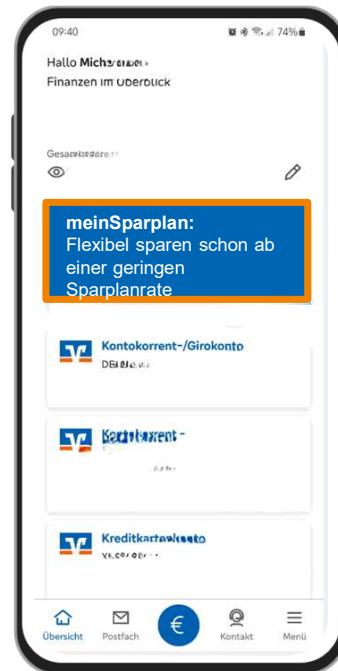 09:40 74%
Hallo
Finanzen im Überblick
meinSparplan:
Flexibel sparen schon ab
einer geringen
Sparplanrate
Kontokorrent-/Girokonto
€
Übersicht Postfach Kontakt Menü